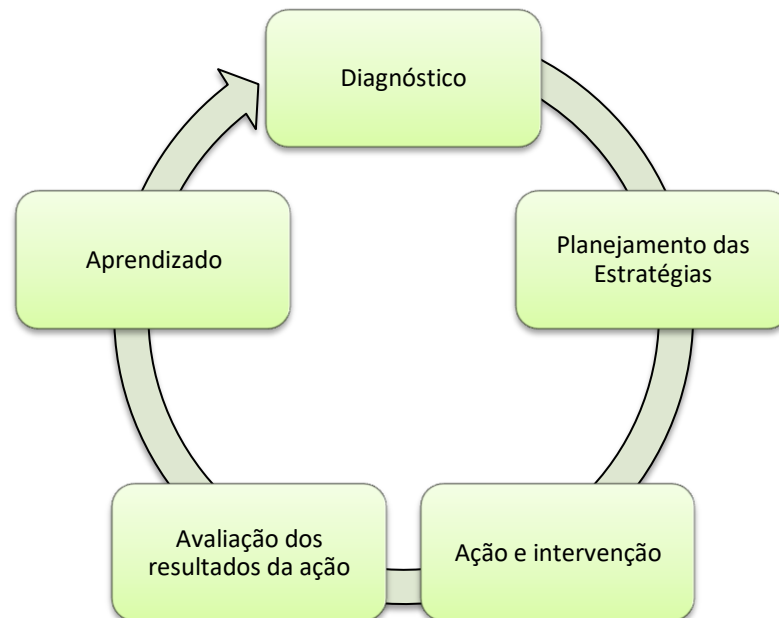 Diagnóstico
Planejamento das
Estratégias
Ação e intervenção
Avaliação dos
resultados da ação
Aprendizado